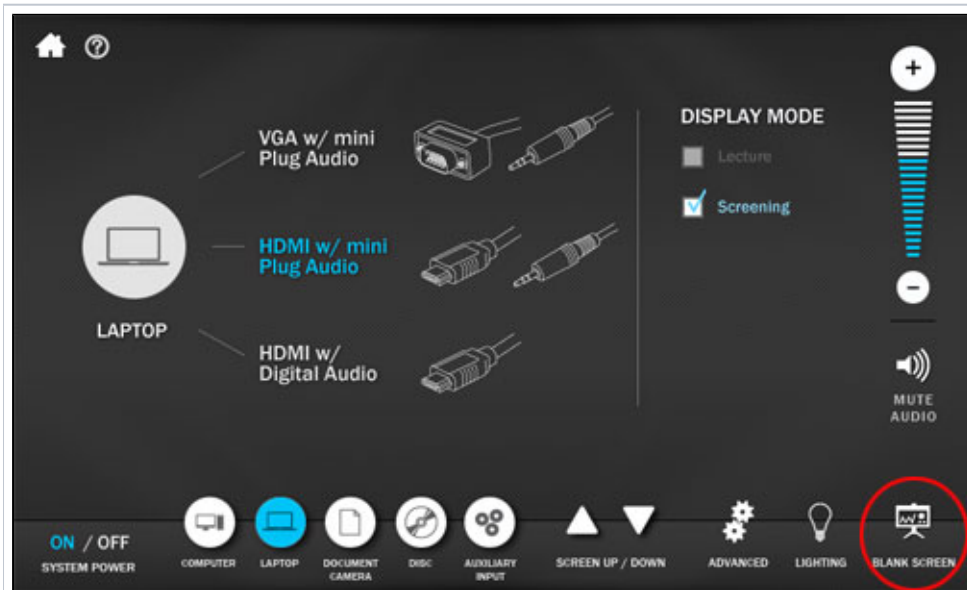 VGA w/ mini
Plug Audio
HDMI w/ mini
Plug Audio
HDMI w/
Digital Audio
LAPTOP
DISPLAY MODE
Lecture
Screening
MUTE
AUDIO
ON / OFF
SYSTEM POWER
COMPUTER
LAPTOP
DOCUMENT
CAMERA
DISC
AUXILIARY
INPUT
SCREEN UP / DOWN
ADVANCED
LIGHTING
BLANK SCREEN